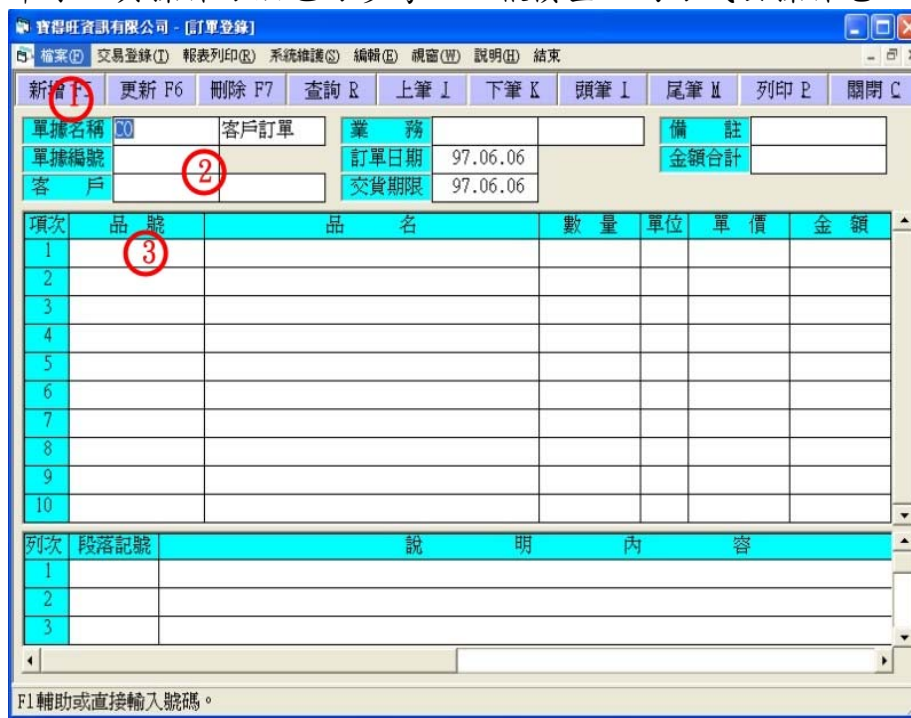 寶得旺資訊有限公司 - [訂單登錄]
檔案(F) 交易登錄(T) 報表列印(R) 系統維護(S) 編輯(E) 視窗(W) 説明(H) 結束
新增 更新 F6 刪除 F7 查詢 R 上筆 J 下筆 K 頭筆 I 尾筆 M 列印 P 關閉 C
①
單據名稱 CO 客戶訂單 業務 備註
單據編號 訂單日期 97.06.06 金額合計
②
客戶 交貨期限 97.06.06
項次 品號 品名 數量 單位 單價 金額
1 ③
2
3
4
5
6
7
8
9
10
列次 段落記號 說明內容
1
2
3
F1輔助或直接輸入號碼。